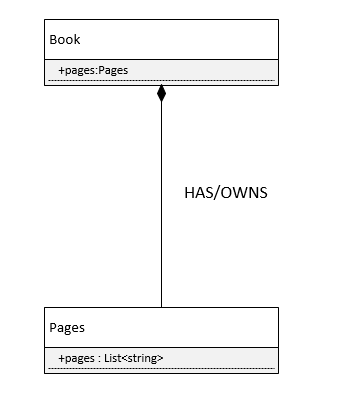 Book
+pages:Pages
HAS/OWNS
Pages
+pages : List<string>